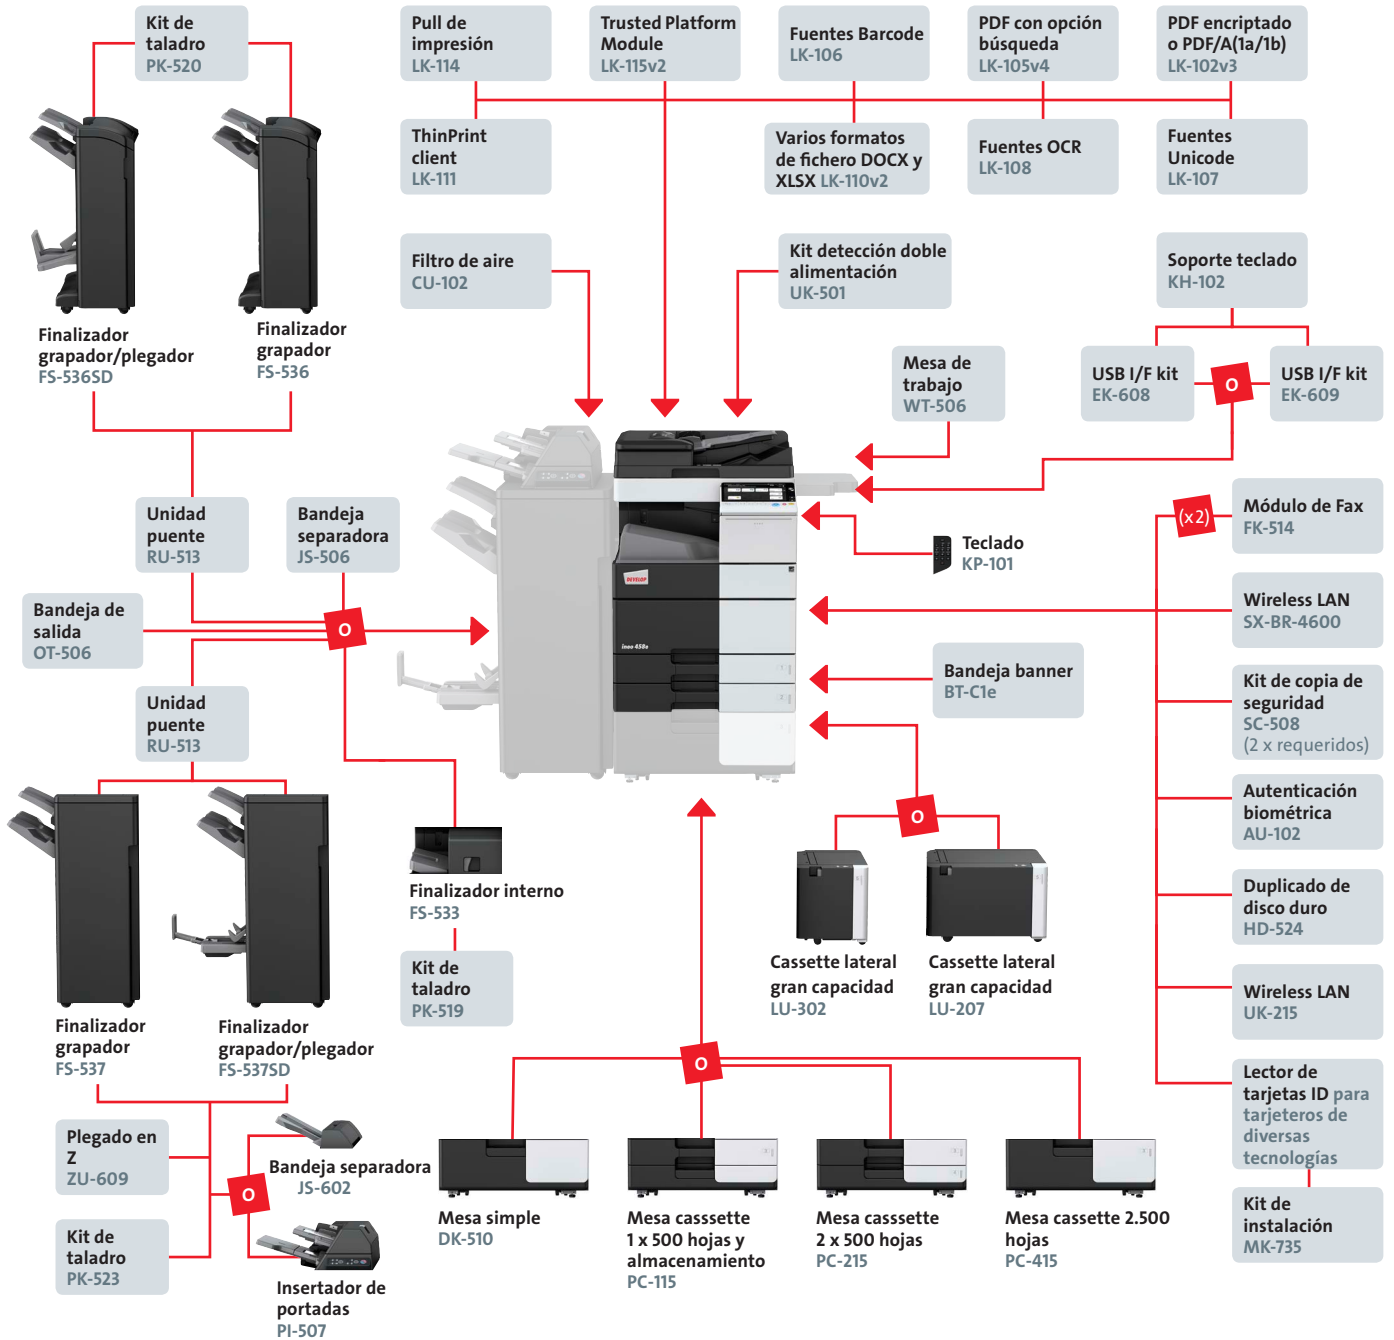 Kit de
taladro
PK-520
Pull de
impresión
LK-114
Trusted Platform
Module
LK-115v2
Fuentes Barcode
LK-106
PDF con opción
búsqueda
LK-105v4
PDF encriptado
o PDF/A(1a/1b)
LK-102v3
ThinPrint
client
LK-111
Varios formatos
de fichero DOCX y
XLSX LK-110v2
Fuentes OCR
LK-108
Fuentes
Unicode
LK-107
Filtro de aire
CU-102
Kit detección doble
alimentación
UK-501
Soporte teclado
KH-102
Finalizador
grapador/plegador
FS-536SD
Finalizador
grapador
FS-536
Mesa de
trabajo
WT-506
USB I/F kit
EK-608
O
USB I/F kit
EK-609
Unidad
puente
RU-513
Bandeja
separadora
JS-506
(x2)
Módulo de Fax
FK-514
Teclado
KP-101
DEVELOP
ineo 458e
Bandeja de
salida
OT-506
O
Wireless LAN
SX-BR-4600
Bandeja banner
BT-C1e
Kit de copia de
seguridad
SC-508
(2 x requeridos)
Unidad
puente
RU-513
Autenticación
biométrica
AU-102
O
Finalizador interno
FS-533
Duplicado de
disco duro
HD-524
Kit de
taladro
PK-519
Cassette lateral
gran capacidad
LU-302
Cassette lateral
gran capacidad
LU-207
Wireless LAN
UK-215
Finalizador
grapador
FS-537
Finalizador
grapador/plegador
FS-537SD
O
Lector de
tarjetas ID para
tarjeteros de
diversas
tecnologías
Plegado en
Z
ZU-609
Bandeja separadora
JS-602
O
Kit de
taladro
PK-523
Insertador de
portadas
PI-507
Mesa simple
DK-510
Mesa casssette
1 x 500 hojas y
almacenamiento
PC-115
Mesa casssette
2 x 500 hojas
PC-215
Mesa cassette 2.500
hojas
PC-415
Kit de
instalación
MK-735